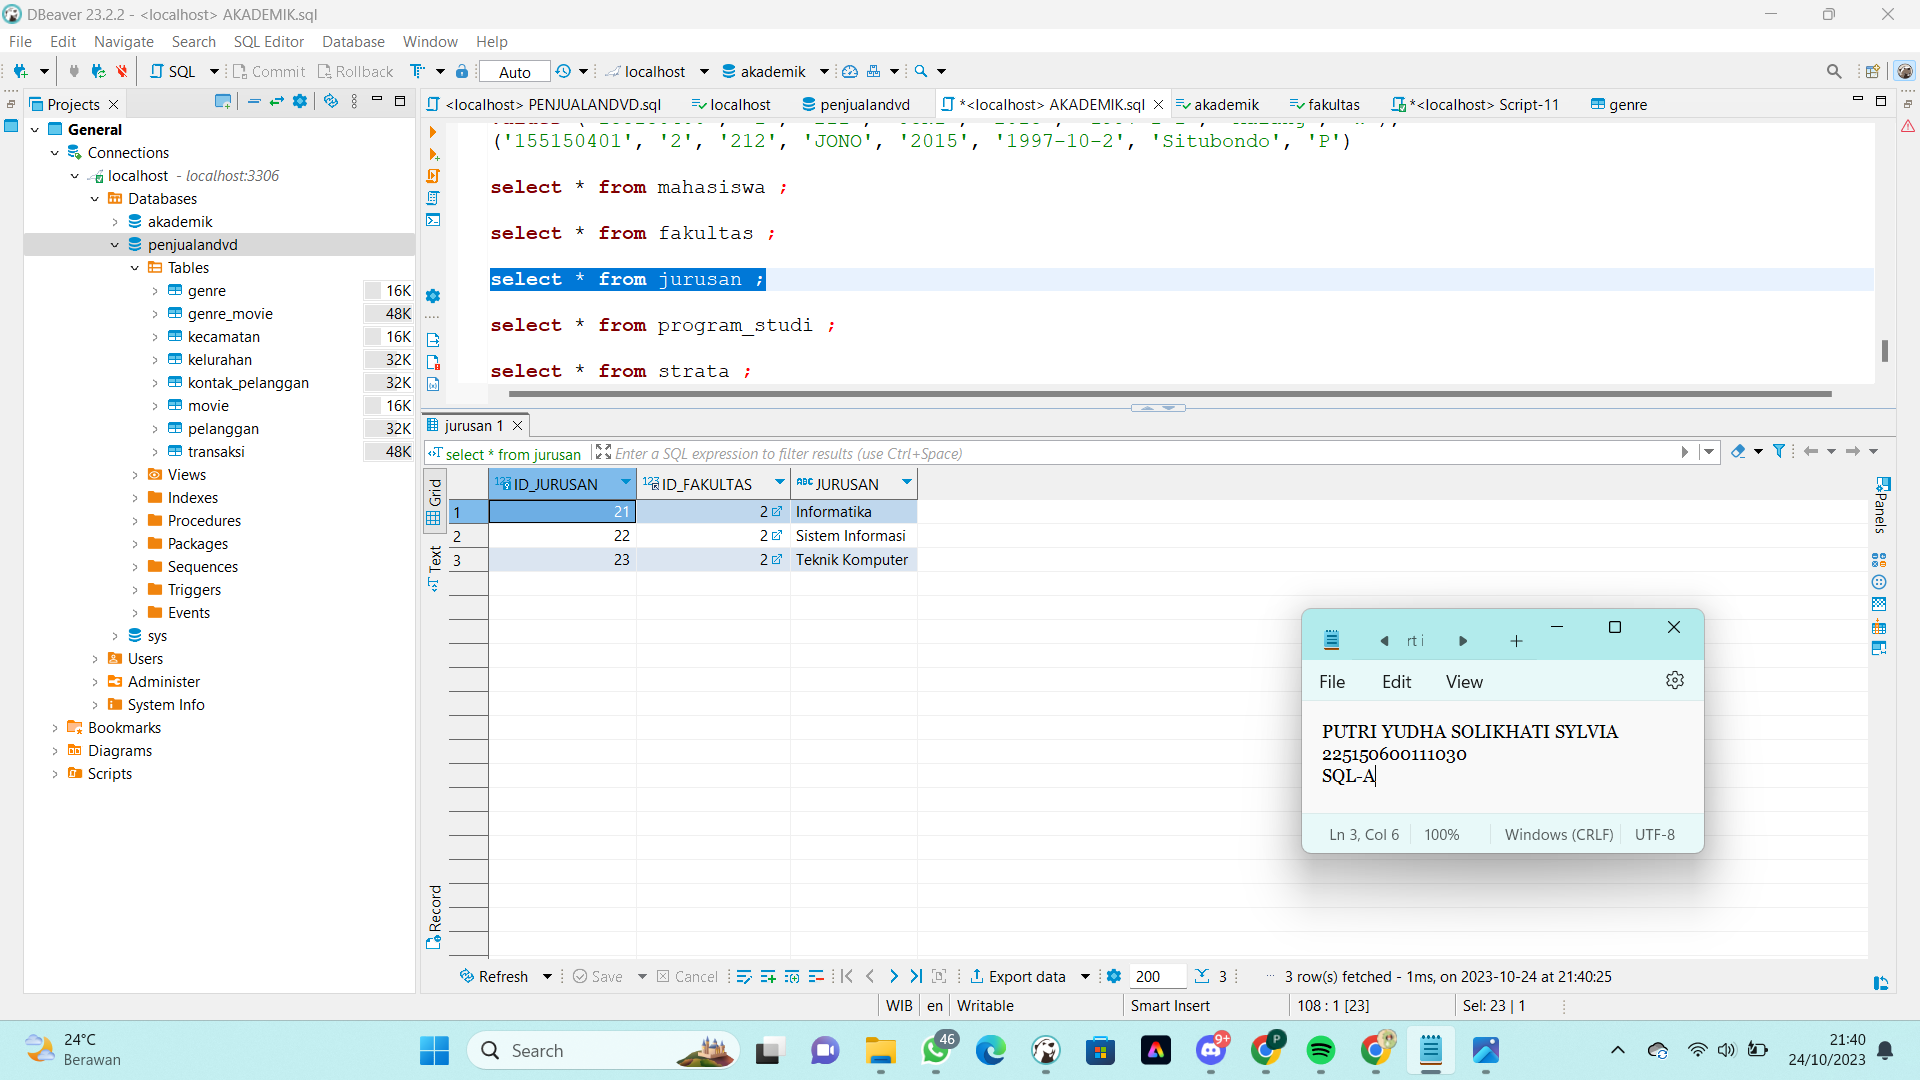 DBeaver 23.2.2 - <localhost> AKADEMIK.sql
File Edit Navigate Search SQL Editor Database Window Help
SQL Commit Rollback Auto localhost akademik
Projects
<localhost> PENJUALANDVD.sql localhost penjualandvd *<localhost> AKADEMIK.sql akademik fakultas *<localhost> Script-11 genre
General
Connections
localhost - localhost:3306
Databases
akademik
penjualandvd
Tables
genre 16K
genre_movie 48K
kecamatan 16K
kelurahan 32K
kontak_pelanggan 32K
movie 16K
pelanggan 32K
transaksi 48K
Views
Indexes
Procedures
Packages
Sequences
Triggers
Events
sys
Users
Administer
System Info
Bookmarks
Diagrams
Scripts
('155150401', '2', '212', 'JONO', '2015', '1997-10-2', 'Situbondo', 'P')
select * from mahasiswa ;
select * from fakultas ;
select * from jurusan ;
select * from program_studi ;
select * from strata ;
jurusan 1
select * from jurusan Enter a SQL expression to filter results (use Ctrl+Space)
Grid
Text
Record
Panels
123 ID_JURUSAN 123 ID_FAKULTAS ABC JURUSAN
1 21 2 Informatika
2 22 2 Sistem Informasi
3 23 2 Teknik Komputer
rt i
File Edit View
PUTRI YUDHA SOLIKHATI SYLVIA
225150600111030
SQL-A
Ln 3, Col 6 100% Windows (CRLF) UTF-8
Refresh Save Cancel Export data 200 3 3 row(s) fetched - 1ms, on 2023-10-24 at 21:40:25
WIB en Writable Smart Insert 108 : 1 [23] Sel: 23 | 1
24°C
Berawan
Search
46
9+
P
21:40
24/10/2023